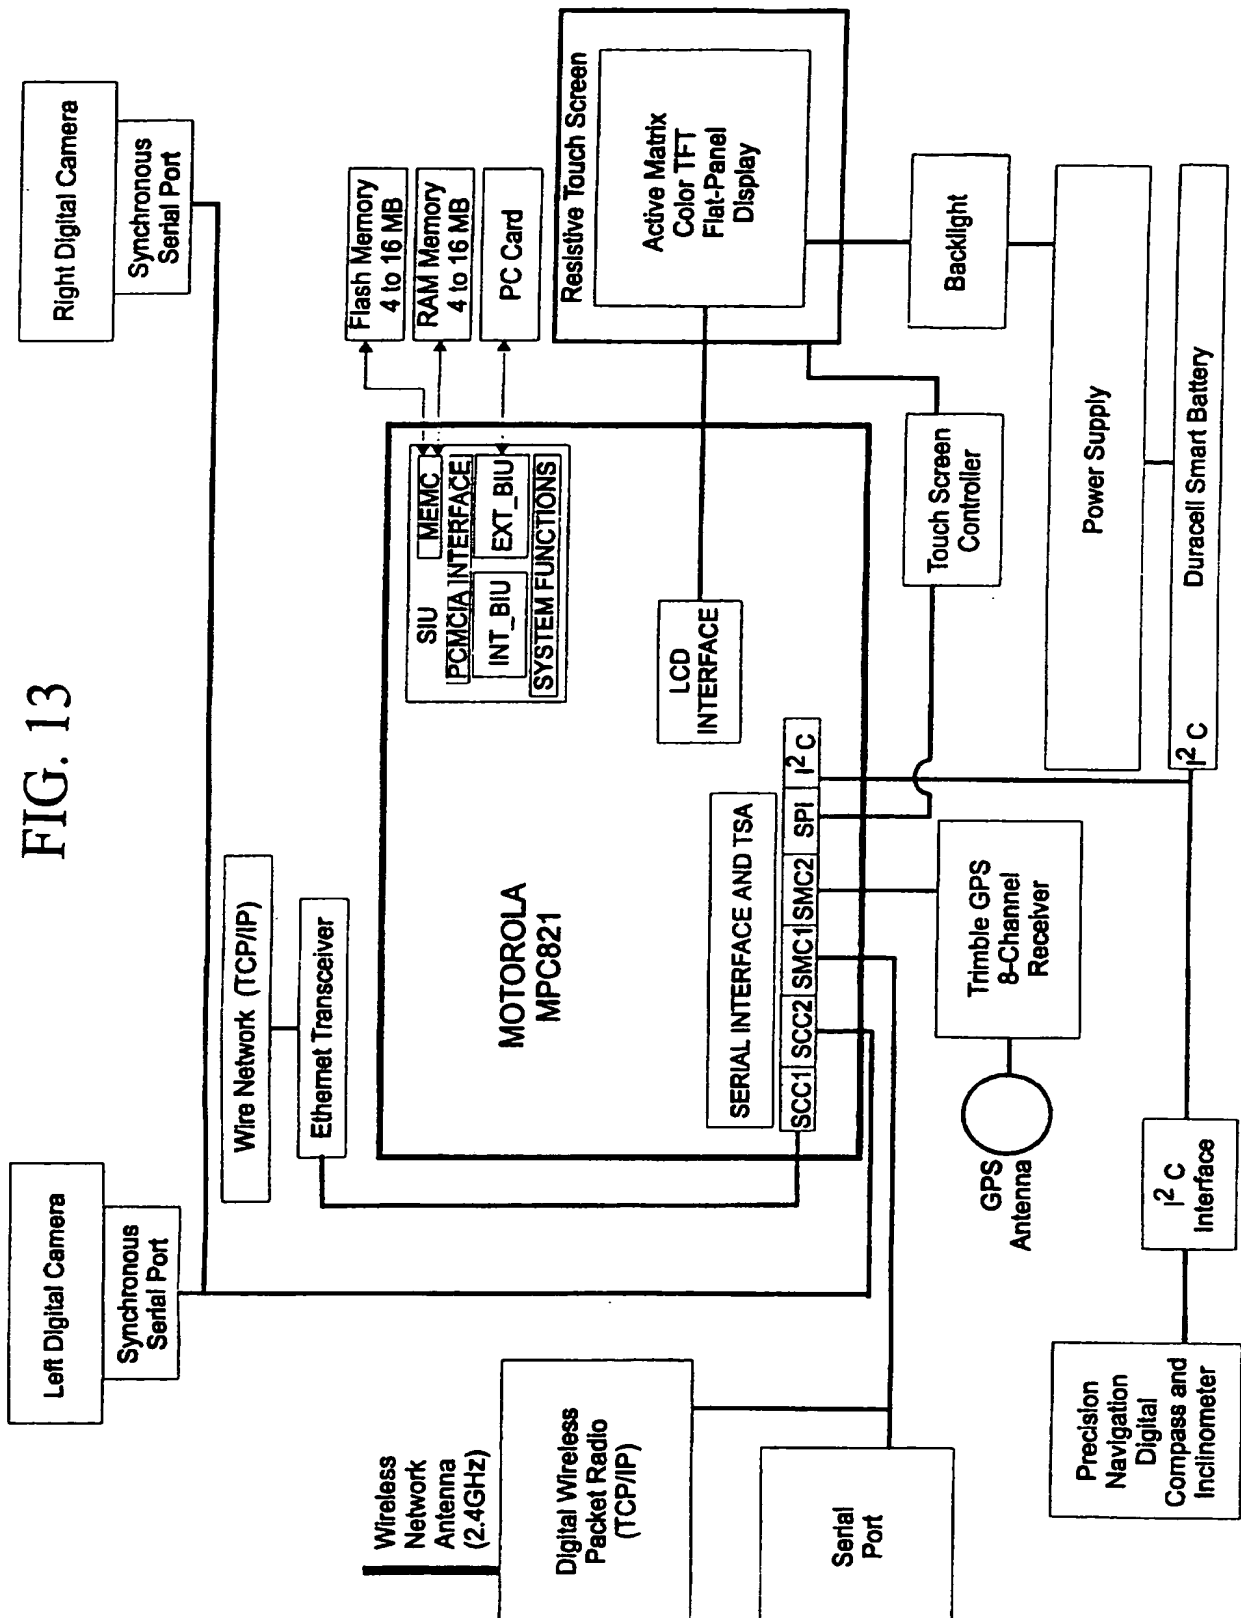 FIG. 13
Left Digital Camera
Synchronous
Serial Port
Right Digital Camera
Synchronous
Serial Port
Wire Network (TCP/IP)
Ethernet Transceiver
Wireless
Network
Antenna
(2.4GHz)
Digital Wireless
Packet Radio
(TCP/IP)
Serial
Port
MOTOROLA
MPC821
SIU
MEMC
PCMCIA INTERFACE
INT_BIU
EXT_BIU
SYSTEM FUNCTIONS
Flash Memory
4 to 16 MB
RAM Memory
4 to 16 MB
PC Card
LCD
INTERFACE
SERIAL INTERFACE AND TSA
SCC1
SCC2
SMC1
SMC2
SPI
I² C
Resistive Touch Screen
Active Matrix
Color TFT
Flat-Panel
Display
Touch Screen
Controller
Backlight
Trimble GPS
8-Channel
Receiver
GPS
Antenna
Power Supply
I² C
Duracell Smart Battery
I² C
Interface
Precision
Navigation
Digital
Compass and
Inclinometer